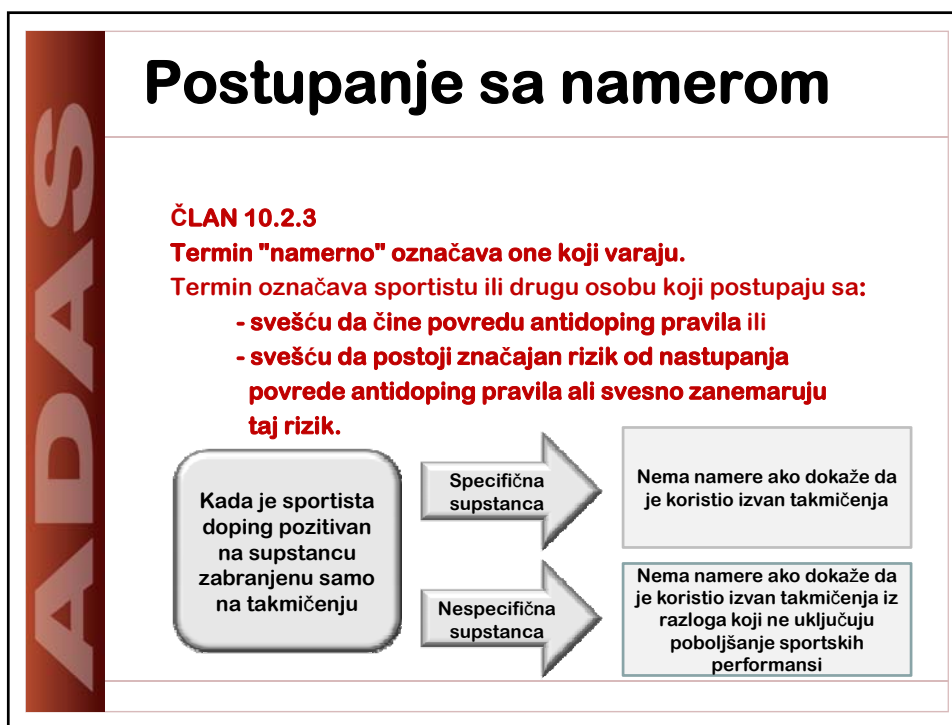 Postupanje sa namerom
ADAS
ČLAN 10.2.3
Termin "namerno" označava one koji varaju.
Termin označava sportistu ili drugu osobu koji postupaju sa:
- svešću da čine povredu antidoping pravila ili
- svešću da postoji značajan rizik od nastupanja
povrede antidoping pravila ali svesno zanemaruju
taj rizik.
Kada je sportista
doping pozitivan
na supstancu
zabranjenu samo
na takmičenju
Specifična
supstanca
Nema namere ako dokaže da
je koristio izvan takmičenja
Nespecifična
supstanca
Nema namere ako dokaže da
je koristio izvan takmičenja iz
razloga koji ne uključuju
poboljšanje sportskih
performansi